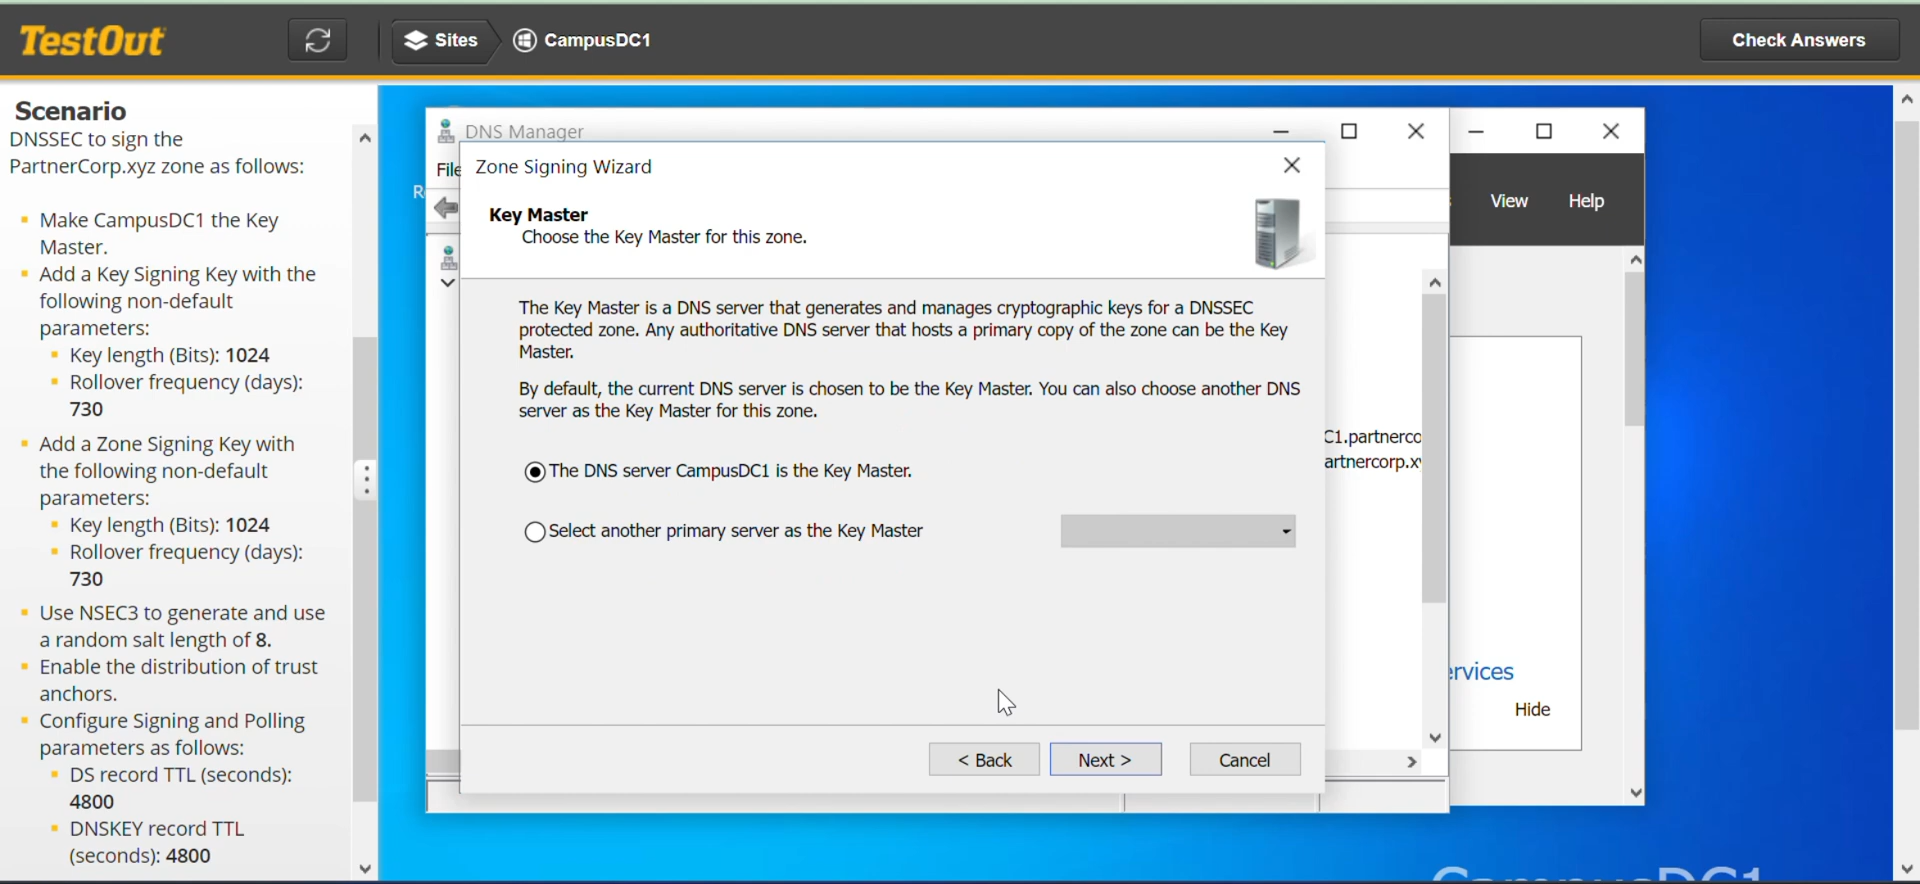 TestOut
Sites
CampusDC1
Check Answers
Scenario
DNSSEC to sign the
PartnerCorp.xyz zone as follows:
Make CampusDC1 the Key
Master.
Add a Key Signing Key with the
following non-default
parameters:
Key length (Bits): 1024
Rollover frequency (days):
730
Add a Zone Signing Key with
the following non-default
parameters:
Key length (Bits): 1024
Rollover frequency (days):
730
Use NSEC3 to generate and use
a random salt length of 8.
Enable the distribution of trust
anchors.
Configure Signing and Polling
parameters as follows:
DS record TTL (seconds):
4800
DNSKEY record TTL
(seconds): 4800
DNS Manager
File
Zone Signing Wizard
Key Master
Choose the Key Master for this zone.
The Key Master is a DNS server that generates and manages cryptographic keys for a DNSSEC
protected zone. Any authoritative DNS server that hosts a primary copy of the zone can be the Key
Master.
By default, the current DNS server is chosen to be the Key Master. You can also choose another DNS
server as the Key Master for this zone.
The DNS server CampusDC1 is the Key Master.
Select another primary server as the Key Master
< Back
Next >
Cancel
C1.partnerco
artnercorp.xy
View
Help
ervices
Hide
CampusDC1